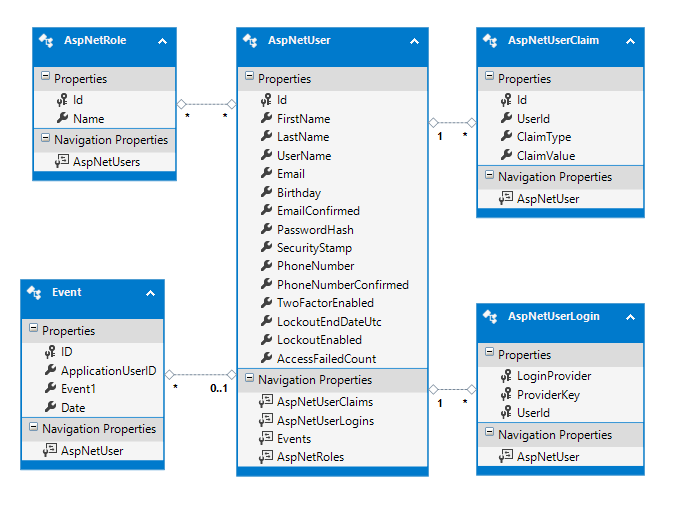 AspNetRole
Properties
Id
Name
Navigation Properties
AspNetUsers
* *
AspNetUser
Properties
Id
FirstName
LastName
UserName
Email
Birthday
EmailConfirmed
PasswordHash
SecurityStamp
PhoneNumber
PhoneNumberConfirmed
TwoFactorEnabled
LockoutEndDateUtc
LockoutEnabled
AccessFailedCount
Navigation Properties
AspNetUserClaims
AspNetUserLogins
Events
AspNetRoles
1 *
AspNetUserClaim
Properties
Id
UserId
ClaimType
ClaimValue
Navigation Properties
AspNetUser
Event
Properties
ID
ApplicationUserID
Event1
Date
Navigation Properties
AspNetUser
* 0..1
1 *
AspNetUserLogin
Properties
LoginProvider
ProviderKey
UserId
Navigation Properties
AspNetUser